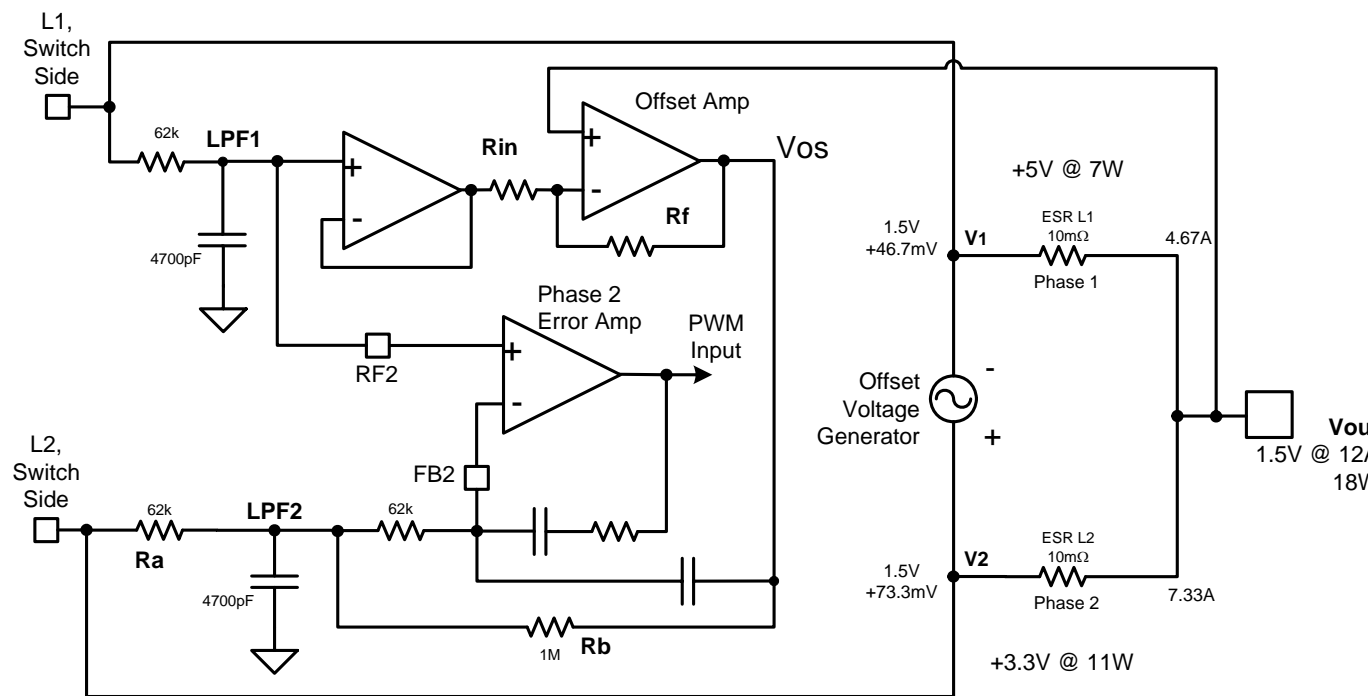 L1,
Switch
Side
62k
LPF1
4700pF
+
-
Rin
Offset Amp
+
-
Rf
Vos
RF2
Phase 2
Error Amp
+
-
PWM
Input
FB2
L2,
Switch
Side
62k
Ra
LPF2
4700pF
62k
1M
Rb
+5V @ 7W
1.5V
+46.7mV
V1
ESR L1
10mΩ
Phase 1
4.67A
Offset
Voltage
Generator
-
+
Vou
1.5V @ 12A
18W
1.5V
+73.3mV
V2
ESR L2
10mΩ
Phase 2
7.33A
+3.3V @ 11W